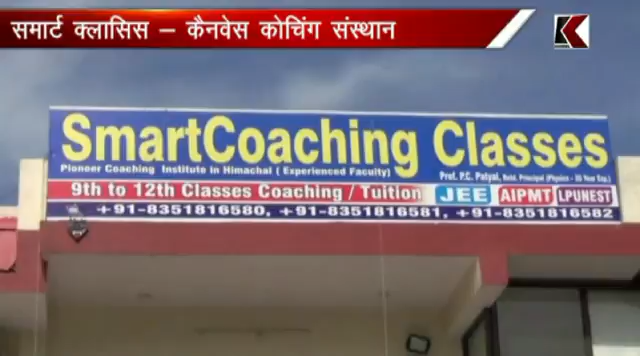 समार्ट क्लासिस – कैनवेस कोचिंग संस्थान
K
SmartCoaching Classes
Pioneer Coaching Institute in Himachal ( Experienced Faculty)
Prof. P.C. Patyal, Retd. Principal (Physics - 35 Year Exp.)
9th to 12th Classes Coaching / Tuition JEE AIPMT LPUNEST
+91-8351816580, +91-8351816581, +91-8351816582